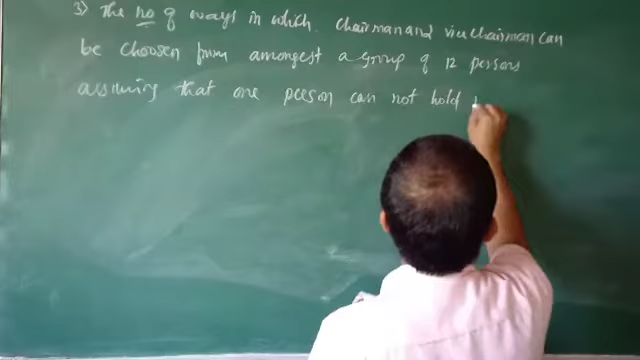 3) The no of ways in which chairman and vice chairman can
be choosen from amongest a group of 12 persons
assuming that one person can not hold